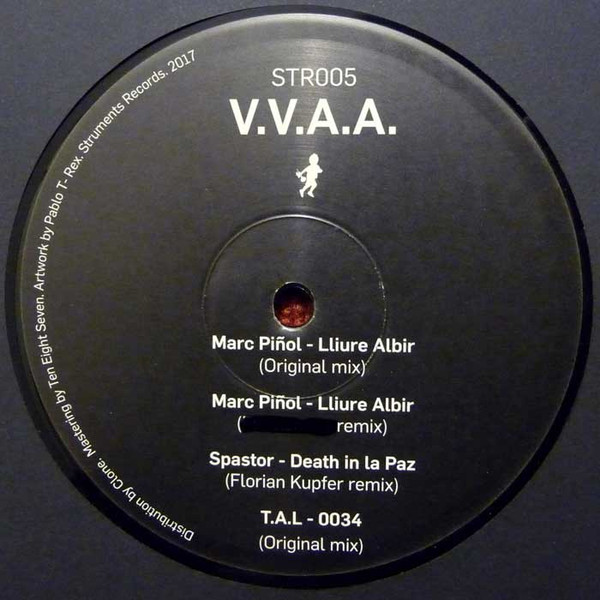 STR005
V.V.A.A.
Marc Piñol - Lliure Albir
(Original mix)
Marc Piñol - Lliure Albir
( remix)
Spastor - Death in la Paz
(Florian Kupfer remix)
T.A.L - 0034
(Original mix)
Distribution by Clone. Mastering by Ten Eight Seven. Artwork by Pablo T- Rex. Struments Records. 2017